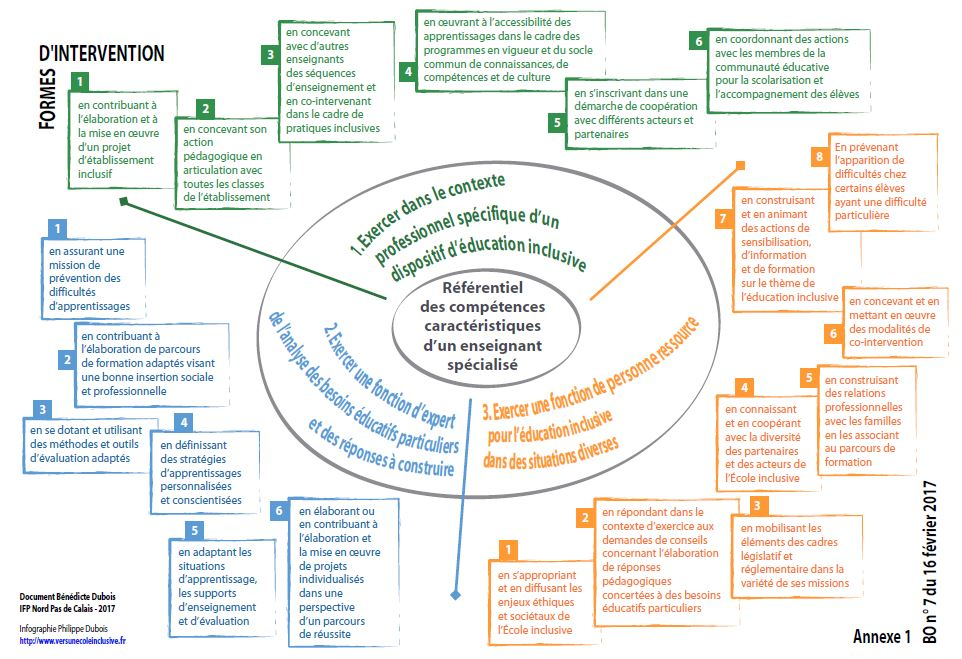 FORMES
D'INTERVENTION
1
en contribuant à
l'élaboration et à
la mise en œuvre
d'un projet
d'établissement
inclusif
2
en concevant son
action
pédagogique en
articulation avec
toutes les classes
de l'établissement
3
en concevant
avec d'autres
enseignants
des séquences
d'enseignement et
en co-intervenant
dans le cadre de
pratiques inclusives
4
en œuvrant à l'accessibilité des
apprentissages dans le cadre des
programmes en vigueur et du socle
commun de connaissances, de
compétences et de culture
5
en s'inscrivant dans une
démarche de coopération
avec différents acteurs et
partenaires
6
en coordonnant des actions
avec les membres de la
communauté éducative
pour la scolarisation et
l'accompagnement des élèves
1.Exercer dans le contexte
professionnel spécifique d'un
dispositif d'éducation inclusive
Référentiel
des compétences
caractéristiques
d'un enseignant
spécialisé
2. Exercer une fonction d'expert
de l'analyse des besoins éducatifs particuliers
et des réponses à construire
3. Exercer une fonction de personne ressource
pour l'éducation inclusive
dans des situations diverses
1
en assurant une
mission de
prévention des
difficultés
d'apprentissages
2
en contribuant à
l'élaboration de parcours
de formation adaptés visant
une bonne insertion sociale
et professionnelle
3
en se dotant et utilisant
des méthodes et outils
d'évaluation adaptés
4
en définissant
des stratégies
d'apprentissages
personnalisées
et conscientisées
5
en adaptant les
situations
d'apprentissage,
les supports
d'enseignement
et d'évaluation
6
en élaborant ou
en contribuant à
l'élaboration et
la mise en œuvre
de projets
individualisés
dans une
perspective
d'un parcours
de réussite
1
en s'appropriant
et en diffusant les
enjeux éthiques
et sociétaux de
l'École inclusive
2
en répondant dans le
contexte d'exercice aux
demandes de conseils
concernant l'élaboration
de réponses
pédagogiques
concertées à des besoins
éducatifs particuliers
3
en mobilisant les
éléments des cadres
législatif et
réglementaire dans la
variété de ses missions
4
en connaissant
et en coopérant
avec la diversité
des partenaires
et des acteurs de
l'École inclusive
5
en construisant
des relations
professionnelles
avec les familles
en les associant
au parcours de
formation
6
en concevant et en
mettant en œuvre
des modalités de
co-intervention
7
en construisant
et en animant
des actions de
sensibilisation,
d'information
et de formation
sur le thème de
l'éducation inclusive
8
En prévenant
l'apparition de
difficultés chez
certains élèves
ayant une difficulté
particulière
Document Bénédicte Dubois
IFP Nord Pas de Calais - 2017
Infographie Philippe Dubois
http://www.versunecoleinclusive.fr
Annexe 1
BO n° 7 du 16 février 2017